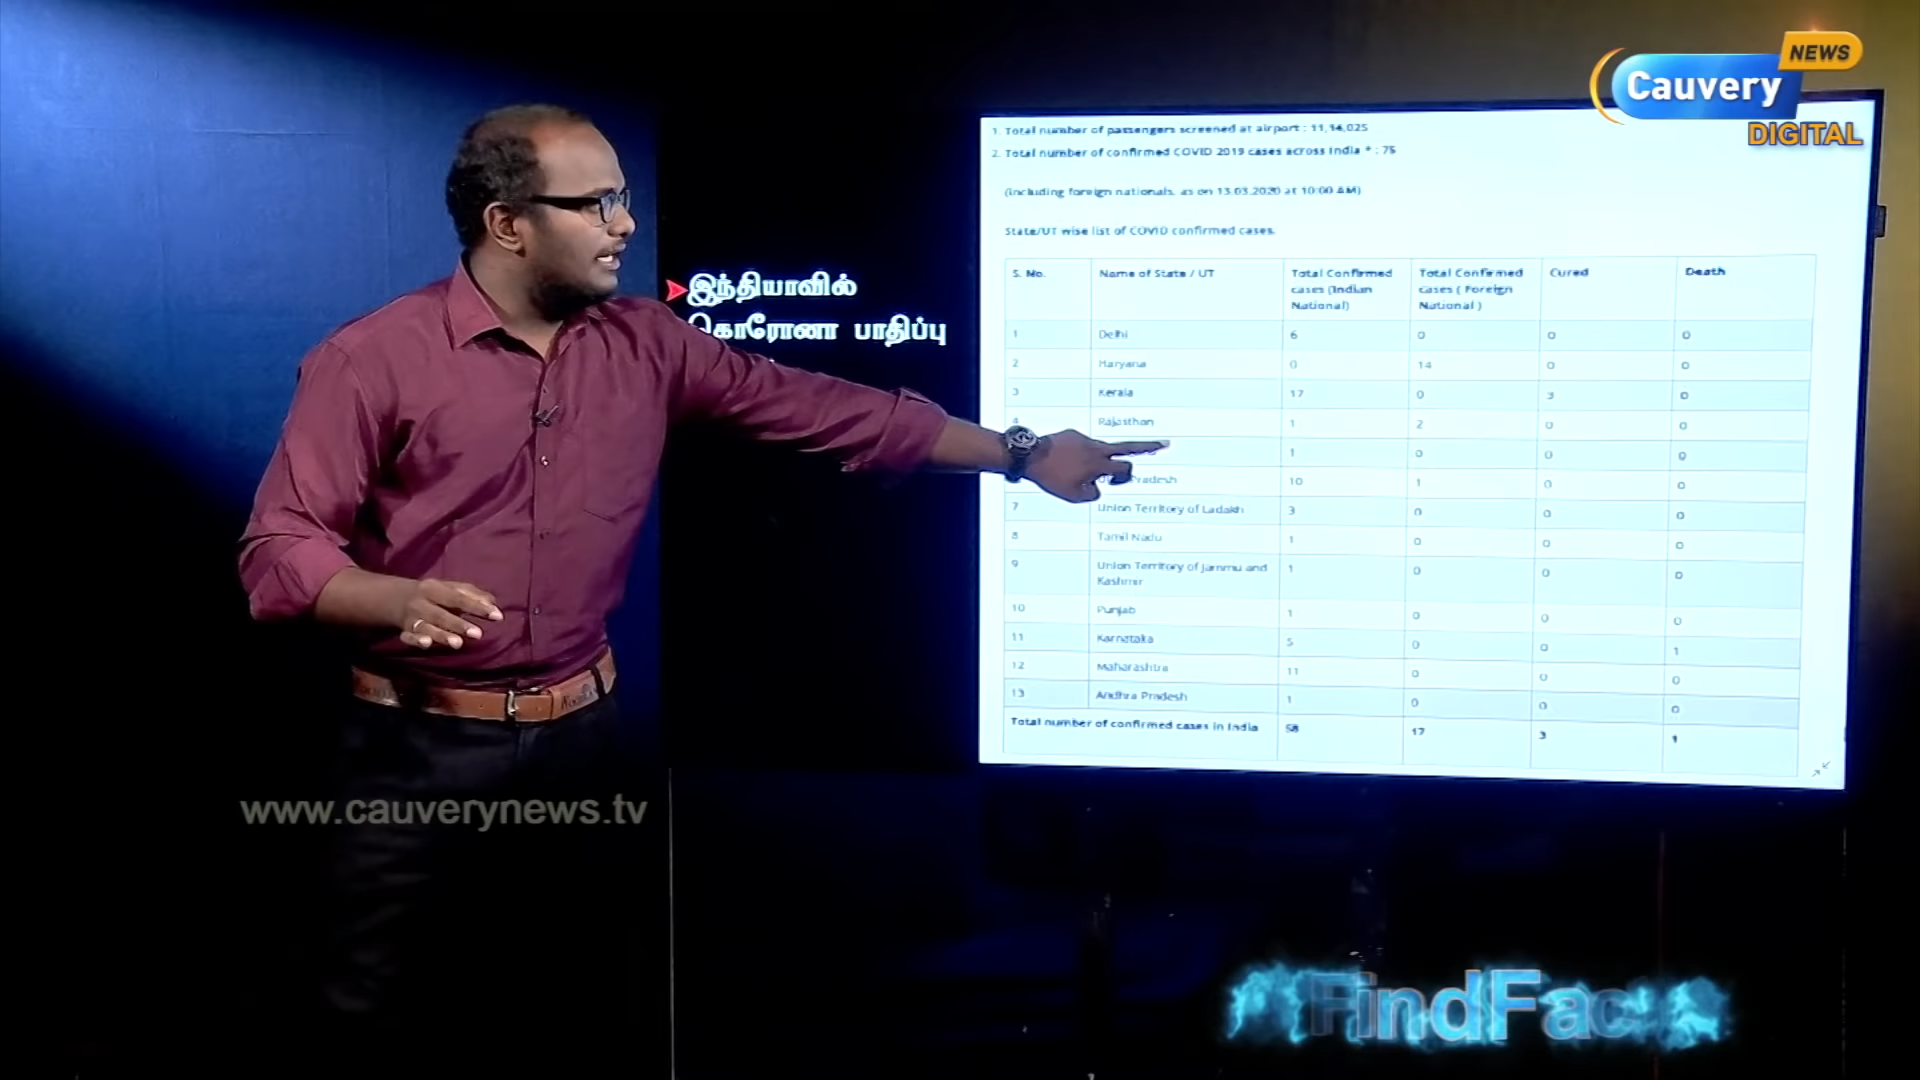 NEWS
Cauvery
DIGITAL
1. Total number of passengers screened at airport : 11,14,025
2. Total number of confirmed COVID 2019 cases across India * : 75
(including foreign nationals, as on 13.03.2020 at 10:00 AM)
State/UT wise list of COVID confirmed cases.
S. No. Name of State / UT Total Confirmed cases (Indian National) Total Confirmed cases ( Foreign National ) Cured Death
1 Delhi 6 0 0 0
2 Haryana 0 14 0 0
3 Kerala 17 0 3 0
4 Rajasthan 1 2 0 0
1 0 0 0
Pradesh 10 1 0 0
7 Union Territory of Ladakh 3 0 0 0
8 Tamil Nadu 1 0 0 0
9 Union Territory of Jammu and Kashmir 1 0 0 0
10 Punjab 1 0 0 0
11 Karnataka 5 0 0 1
12 Maharashtra 11 0 0 0
13 Andhra Pradesh 1 0 0 0
Total number of confirmed cases in India 58 17 3 1
இந்தியாவில்
கொரோனா பாதிப்பு
www.cauverynews.tv
FindFac